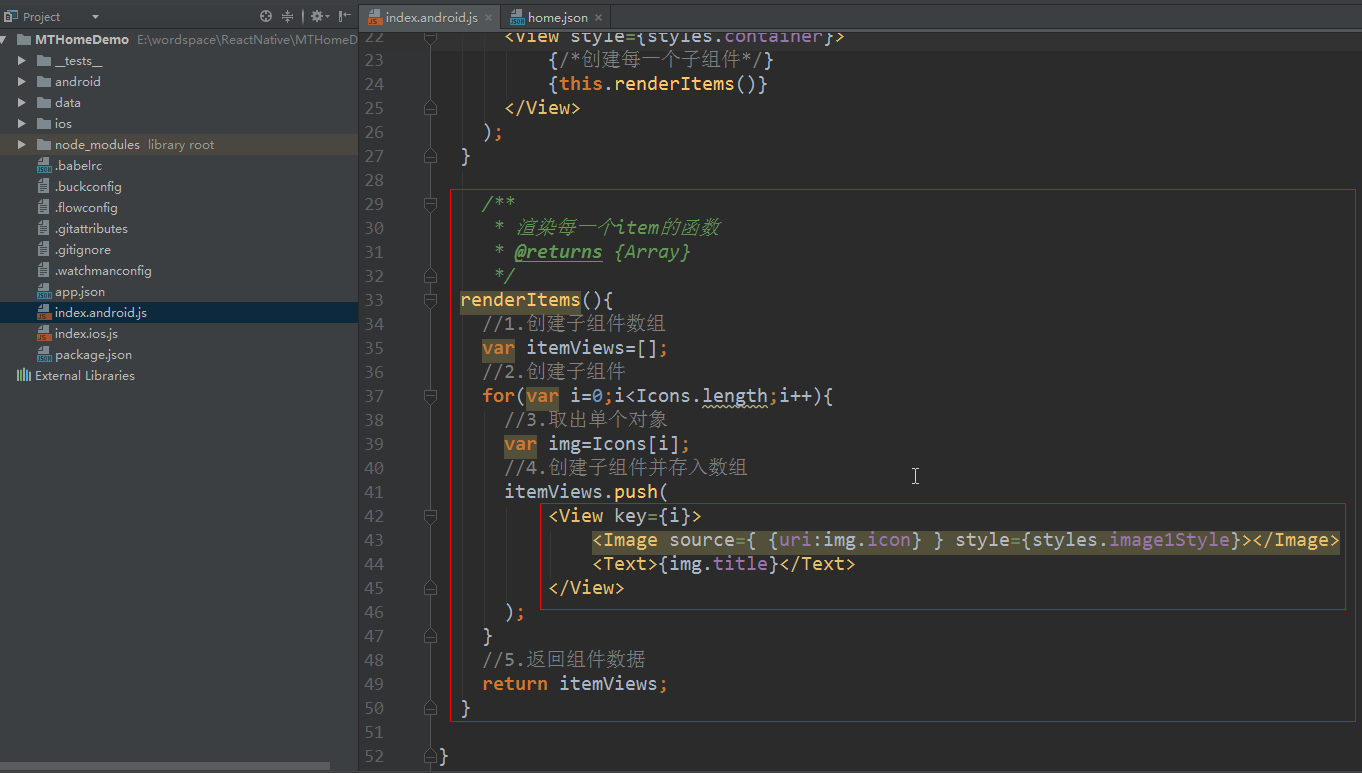 Project
index.android.js
home.json
MTHomeDemo E:\wordspace\ReactNative\MTHomeD
__tests__
android
data
ios
node_modules library root
.babelrc
.buckconfig
.flowconfig
.gitattributes
.gitignore
.watchmanconfig
app.json
index.android.js
index.ios.js
package.json
External Libraries
22 <View style={styles.container}>
23 {/*创建每一个子组件*/}
24 {this.renderItems()}
25 </View>
26 );
27 }
28
29 /**
30 * 渲染每一个item的函数
31 * @returns {Array}
32 */
33 renderItems(){
34 //1.创建子组件数组
35 var itemViews=[];
36 //2.创建子组件
37 for(var i=0;i<Icons.length;i++){
38 //3.取出单个对象
39 var img=Icons[i];
40 //4.创建子组件并存入数组
41 itemViews.push(
42 <View key={i}>
43 <Image source={ {uri:img.icon} } style={styles.image1Style}></Image>
44 <Text>{img.title}</Text>
45 </View>
46 );
47 }
48 //5.返回组件数据
49 return itemViews;
50 }
51
52 }